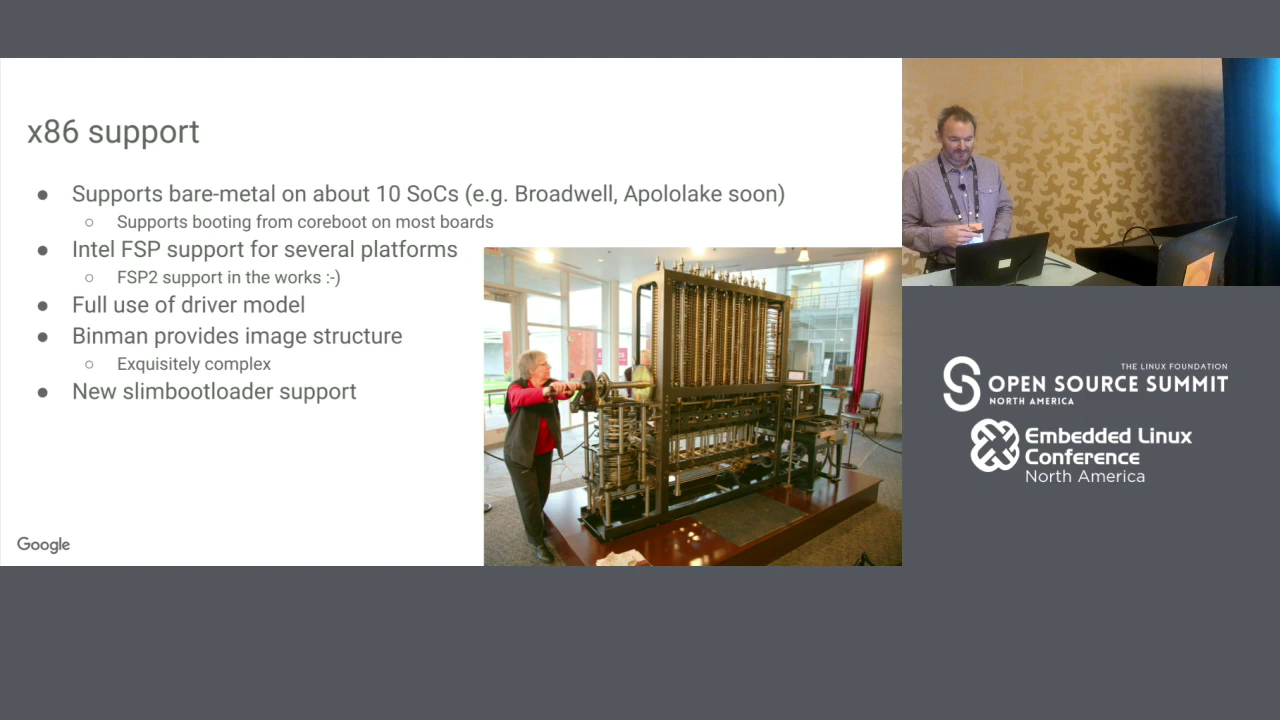 x86 support
● Supports bare-metal on about 10 SoCs (e.g. Broadwell, Apololake soon)
○ Supports booting from coreboot on most boards
● Intel FSP support for several platforms
○ FSP2 support in the works :-)
● Full use of driver model
● Binman provides image structure
○ Exquisitely complex
● New slimbootloader support
Google
THE LINUX FOUNDATION
OPEN SOURCE SUMMIT
NORTH AMERICA
Embedded Linux
Conference
North America